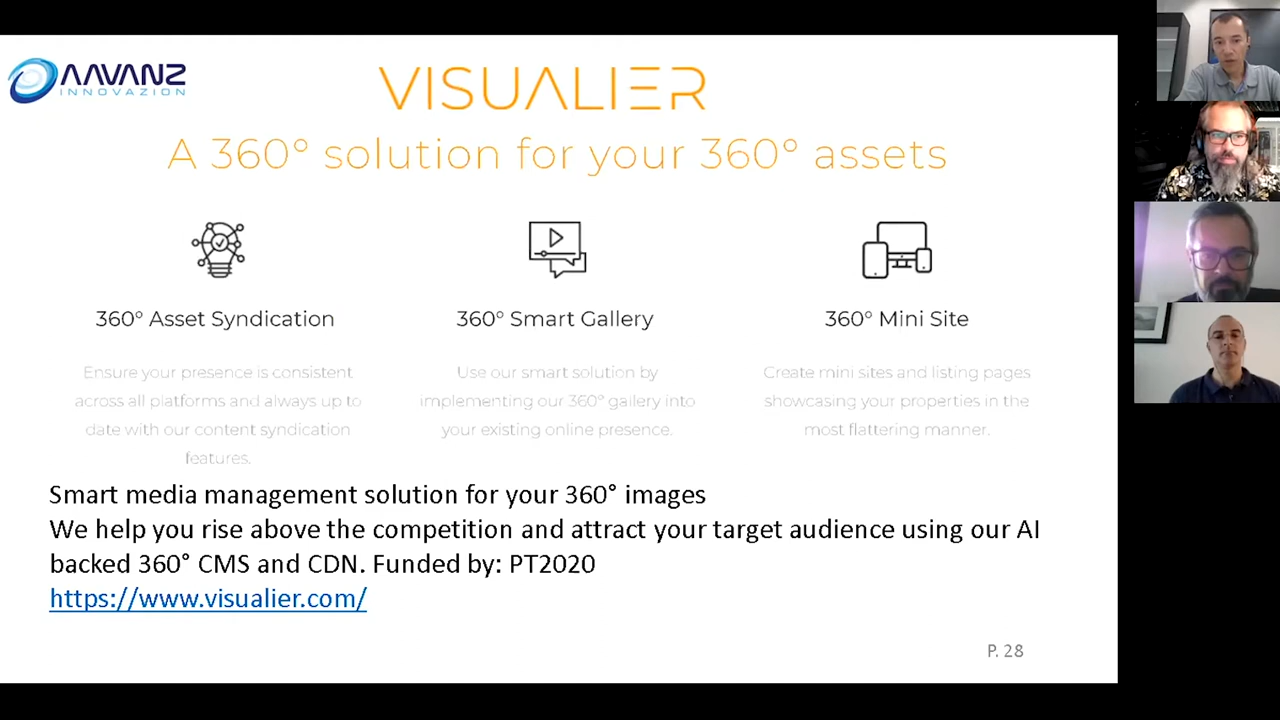 AAVANZ
INNOVAZION
VISUALIER
A 360° solution for your 360° assets
360° Asset Syndication
Ensure your presence is consistent
across all platforms and always up to
date with our content syndication
features.
360° Smart Gallery
Use our smart solution by
implementing our 360° gallery into
your existing online presence.
360° Mini Site
Create mini sites and listing pages
showcasing your properties in the
most flattering manner.
Smart media management solution for your 360° images
We help you rise above the competition and attract your target audience using our AI
backed 360° CMS and CDN. Funded by: PT2020
https://www.visualier.com/
P. 28